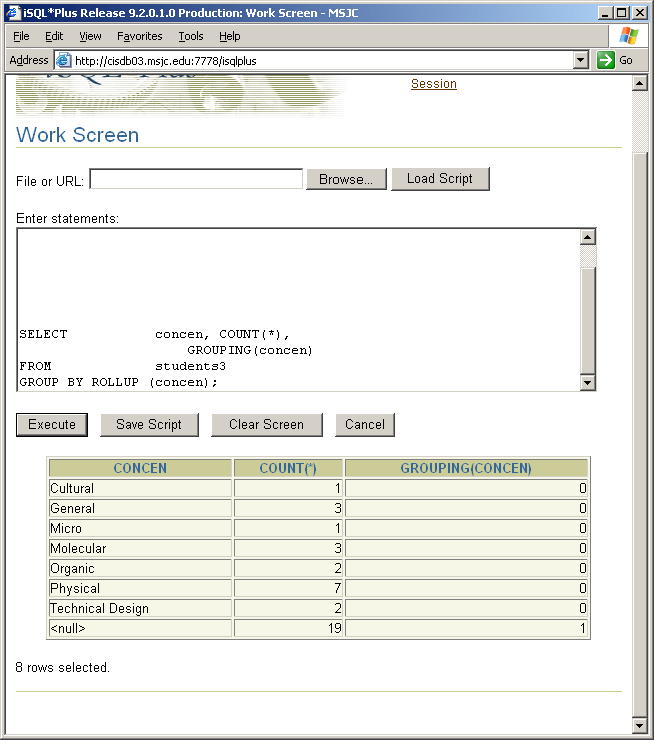 iSQL*Plus Release 9.2.0.1.0 Production: Work Screen - MSJC
File Edit View Favorites Tools Help
Address http://cisdb03.msjc.edu:7778/isqlplus Go
Session
Work Screen
File or URL: Browse... Load Script
Enter statements:
SELECT concen, COUNT(*),
GROUPING(concen)
FROM students3
GROUP BY ROLLUP (concen);
Execute Save Script Clear Screen Cancel
CONCEN COUNT(*) GROUPING(CONCEN)
Cultural 1 0
General 3 0
Micro 1 0
Molecular 3 0
Organic 2 0
Physical 7 0
Technical Design 2 0
<null> 19 1
8 rows selected.